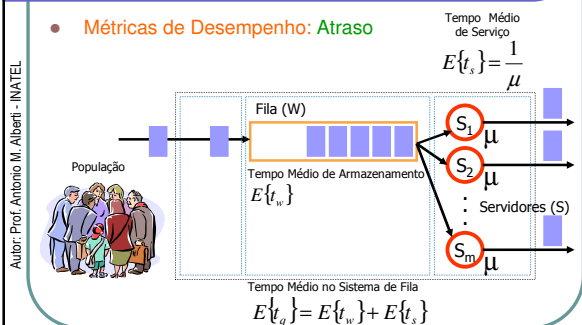 Métricas de Desempenho: Atraso
Tempo Médio
de Serviço
E{t_s}=1/μ
Autor: Prof. Antonio M. Alberti - INATEL
População
Fila (W)
Tempo Médio de Armazenamento
E{t_w}
S1 μ
S2 μ
Servidores (S)
Sm μ
Tempo Médio no Sistema de Fila
E{t_q}=E{t_w}+E{t_s}